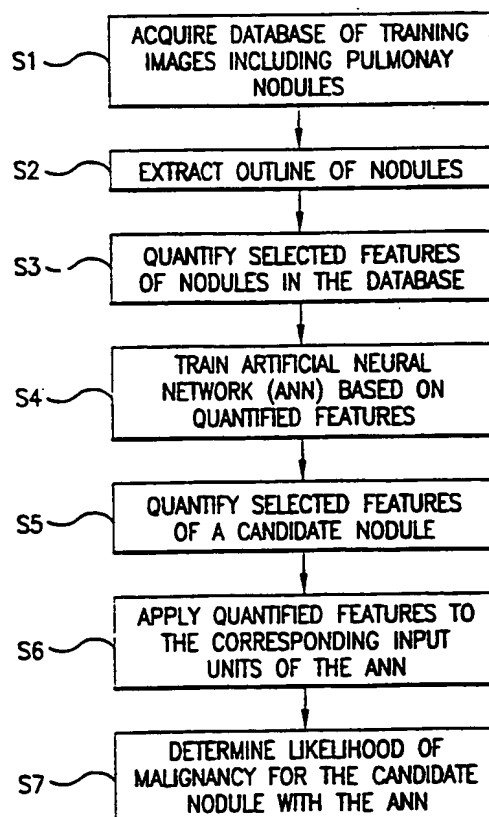 S1
ACQUIRE DATABASE OF TRAINING
IMAGES INCLUDING PULMONAY
NODULES
S2
EXTRACT OUTLINE OF NODULES
S3
QUANTIFY SELECTED FEATURES
OF NODULES IN THE DATABASE
S4
TRAIN ARTIFICIAL NEURAL
NETWORK (ANN) BASED ON
QUANTIFIED FEATURES
S5
QUANTIFY SELECTED FEATURES
OF A CANDIDATE NODULE
S6
APPLY QUANTIFIED FEATURES TO
THE CORRESPONDING INPUT
UNITS OF THE ANN
S7
DETERMINE LIKELIHOOD OF
MALIGNANCY FOR THE CANDIDATE
NODULE WITH THE ANN